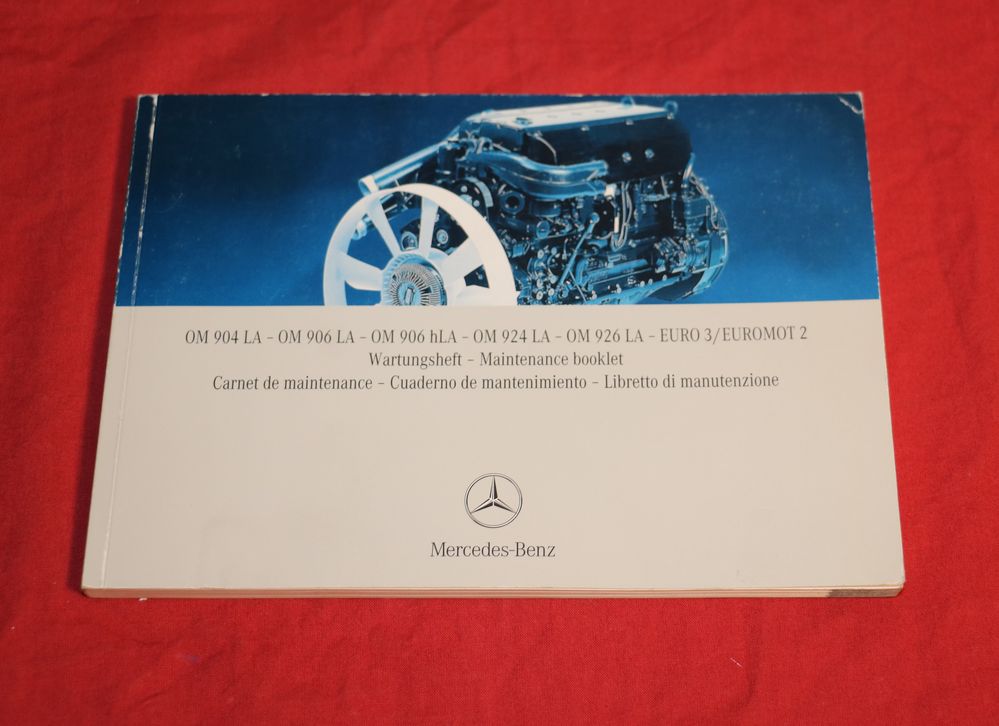 OM 904 LA – OM 906 LA – OM 906 hLA – OM 924 LA – OM 926 LA – EURO 3/EUROMOT 2
Wartungsheft – Maintenance booklet
Carnet de maintenance – Cuaderno de mantenimiento – Libretto di manutenzione
Mercedes-Benz